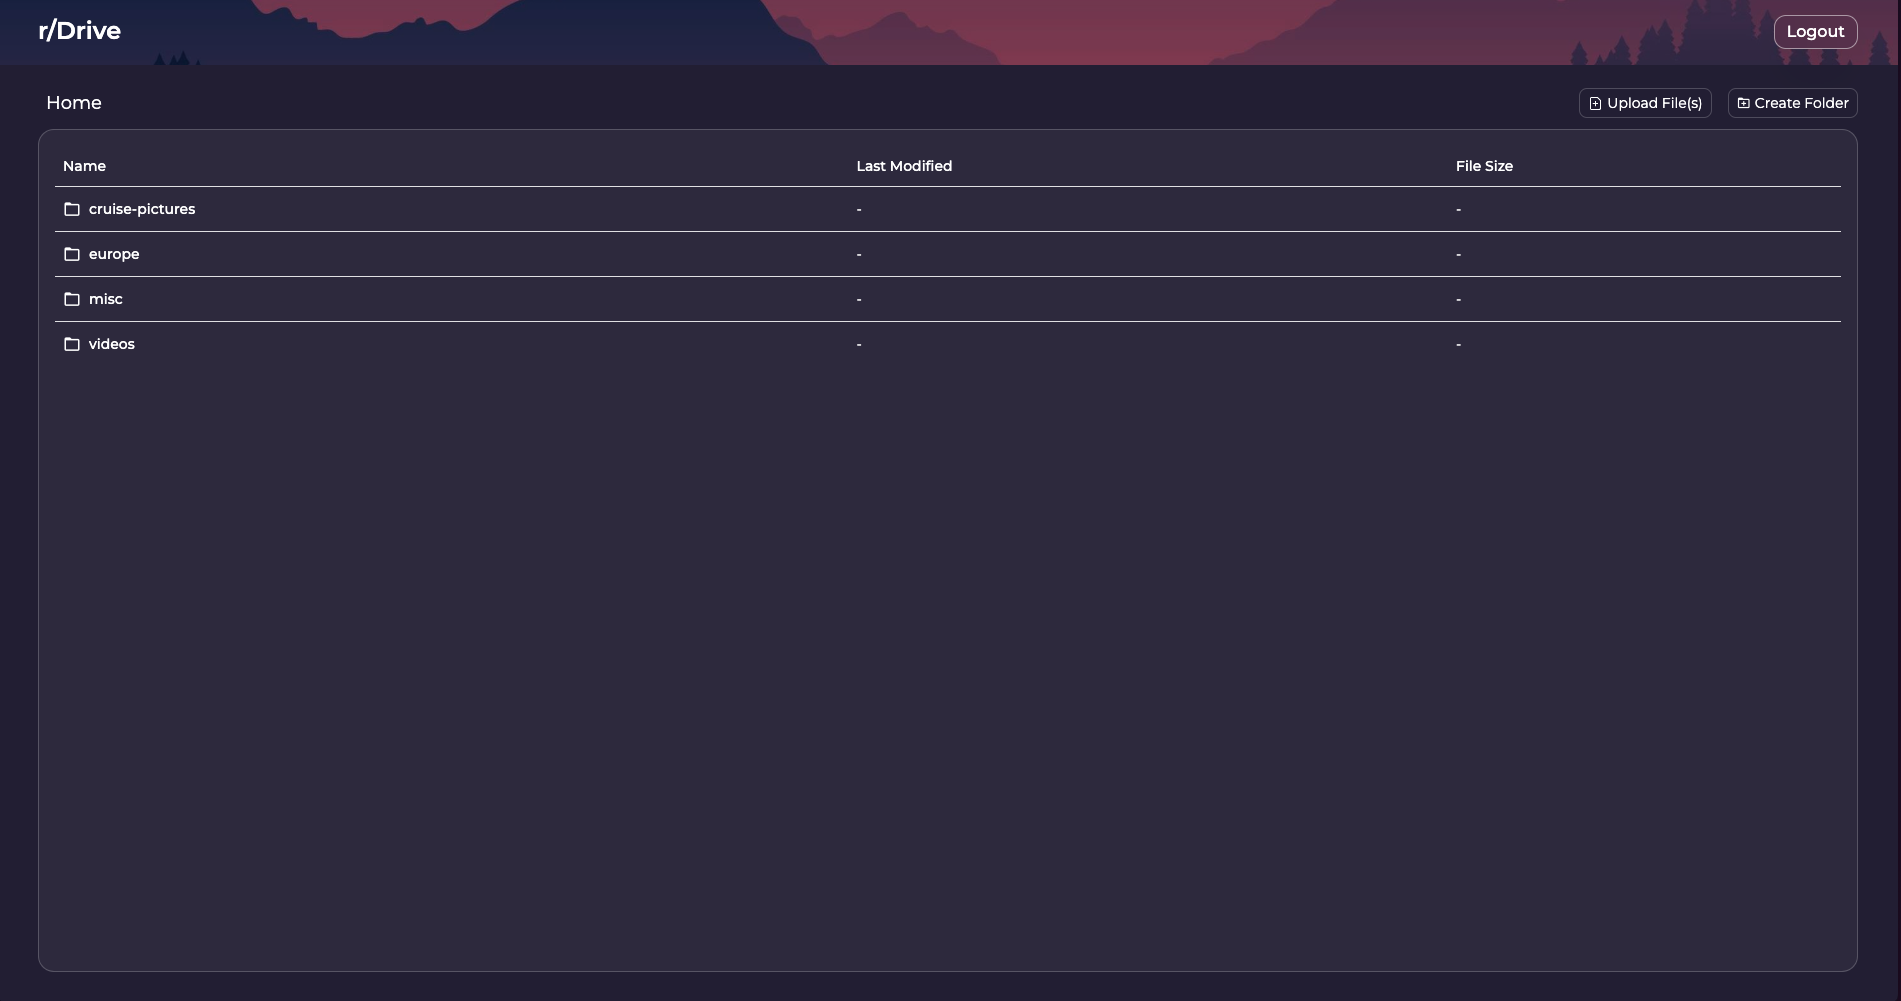 r/Drive
Logout
Home
Upload File(s)
Create Folder
Name Last Modified File Size
cruise-pictures - -
europe - -
misc - -
videos - -